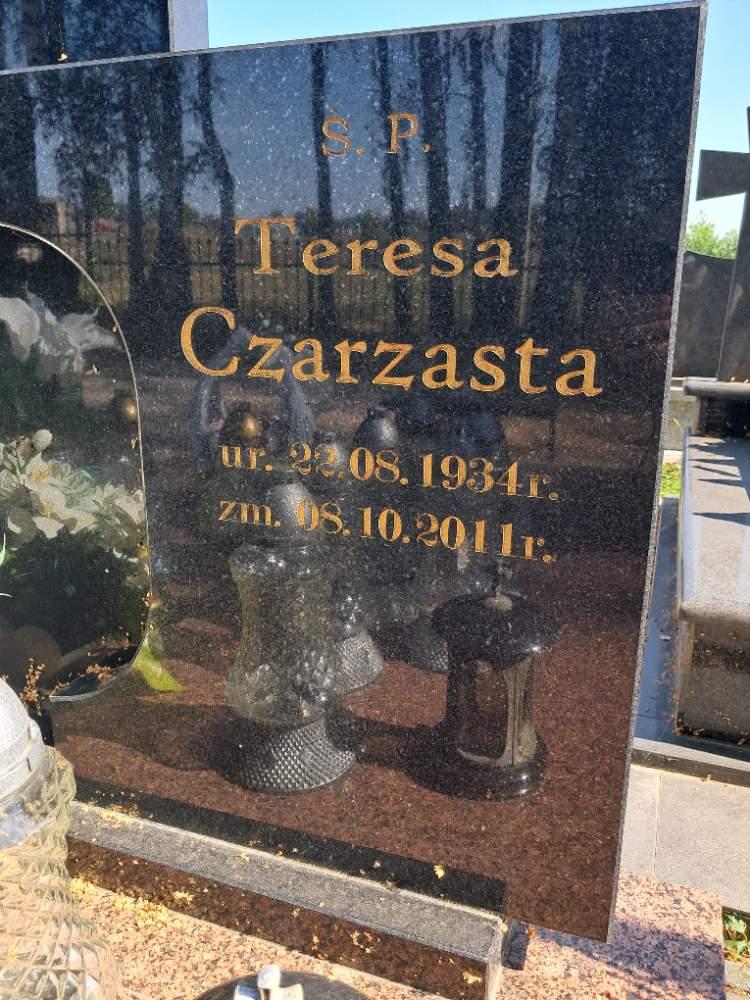 Ś. P.
Teresa
Czarzasta
ur. 22.08.1934r.
zm. 08.10.2011r.